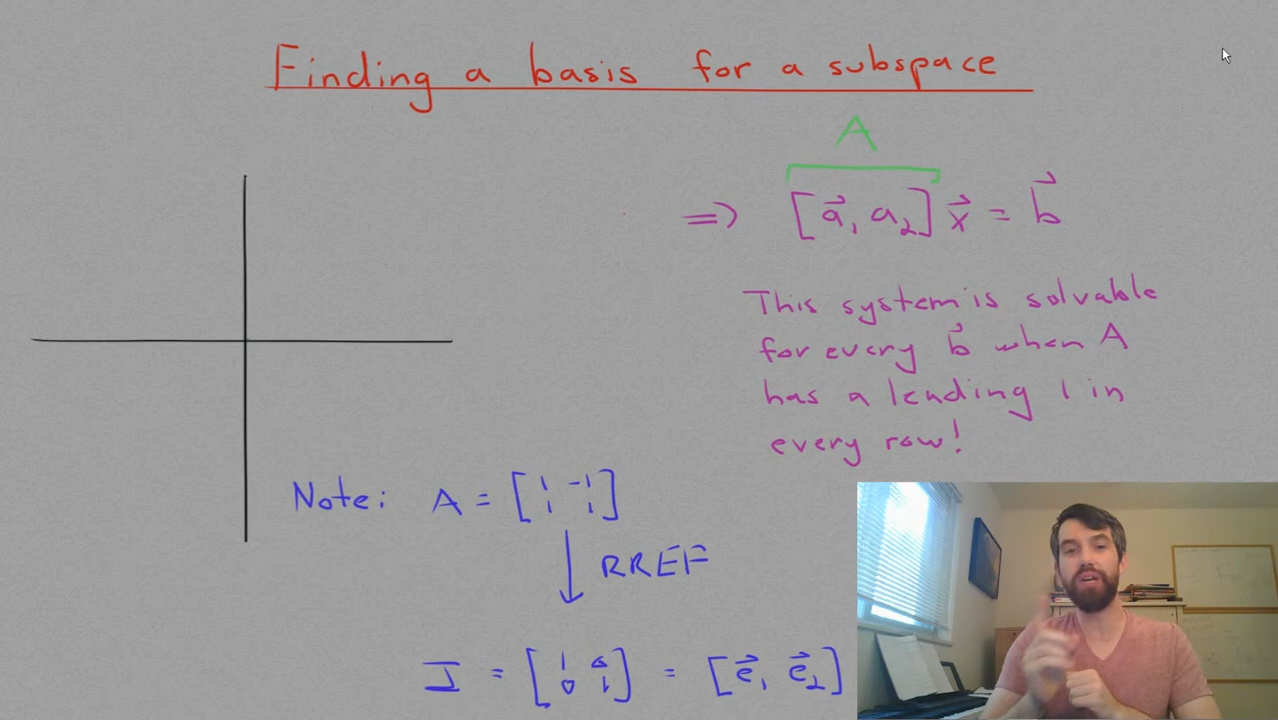 Finding a basis for a subspace
A
=> [a⃗₁ a₂] x⃗ = b⃗
This system is solvable
for every b⃗ when A
has a leading 1 in
every row!
Note: A = [1 -1; 1 1]
↓ RREF
I = [1 0; 0 1] = [e⃗₁ e⃗₂]